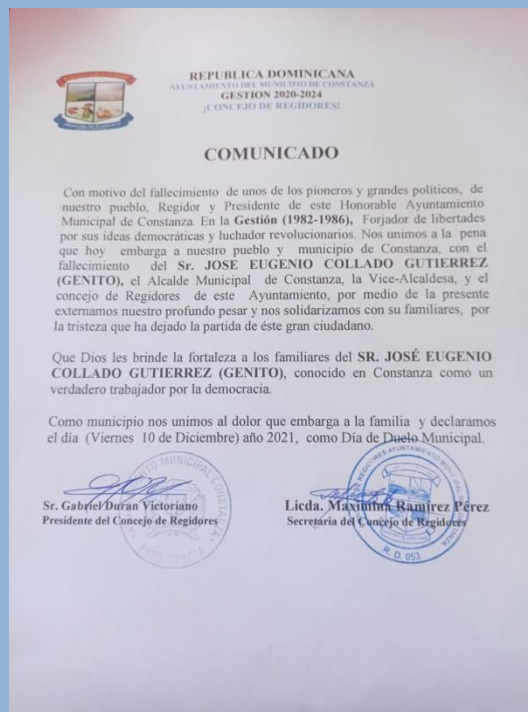 REPUBLICA DOMINICANA
AYUNTAMIENTO DEL MUNICIPIO DE CONSTANZA
GESTION 2020-2024
¡CONCEJO DE REGIDORES!
COMUNICADO
Con motivo del fallecimiento de unos de los pioneros y grandes politicos, de
nuestro pueblo, Regidor y Presidente de este Honorable Ayuntamiento
Municipal de Constanza. En la Gestión (1982-1986), Forjador de libertades
por sus ideas democráticas y luchador revolucionarios. Nos unimos a la pena
que hoy embarga a nuestro pueblo y municipio de Constanza, con el
fallecimiento del Sr. JOSE EUGENIO COLLADO GUTIERREZ
(GENITO), el Alcalde Municipal de Constanza, la Vice-Alcaldesa, y el
concejo de Regidores de este Ayuntamiento, por medio de la presente
externamos nuestro profundo pesar y nos solidarizamos con su familiares, por
la tristeza que ha dejado la partida de éste gran ciudadano.
Que Dios les brinde la fortaleza a los familiares del SR. JOSÉ EUGENIO
COLLADO GUTIERREZ (GENITO), conocido en Constanza como un
verdadero trabajador por la democracia.
Como municipio nos unimos al dolor que embarga a la familia y declaramos
el día (Viernes 10 de Diciembre) año 2021, como Día de Duelo Municipal.
Sr. Gabriel Duran Victoriano
Presidente del Concejo de Regidores
Licda. Maximina Ramírez Pérez
Secretaria del Concejo de Regidores
MUNICIPAL CONSTANZA
PRESIDENCIA
DE REGIDORES AYUNTAMIENTO MUNICIPAL
R. D. 053